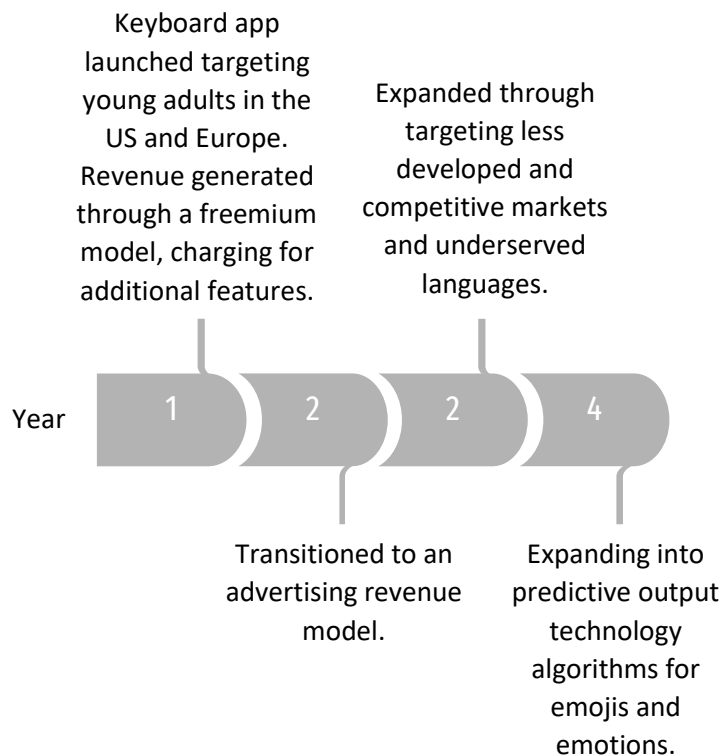 Keyboard app
launched targeting
young adults in the
US and Europe.
Revenue generated
through a freemium
model, charging for
additional features.
Expanded through
targeting less
developed and
competitive markets
and underserved
languages.
Year
1
2
2
4
Transitioned to an
advertising revenue
model.
Expanding into
predictive output
technology
algorithms for
emojis and
emotions.